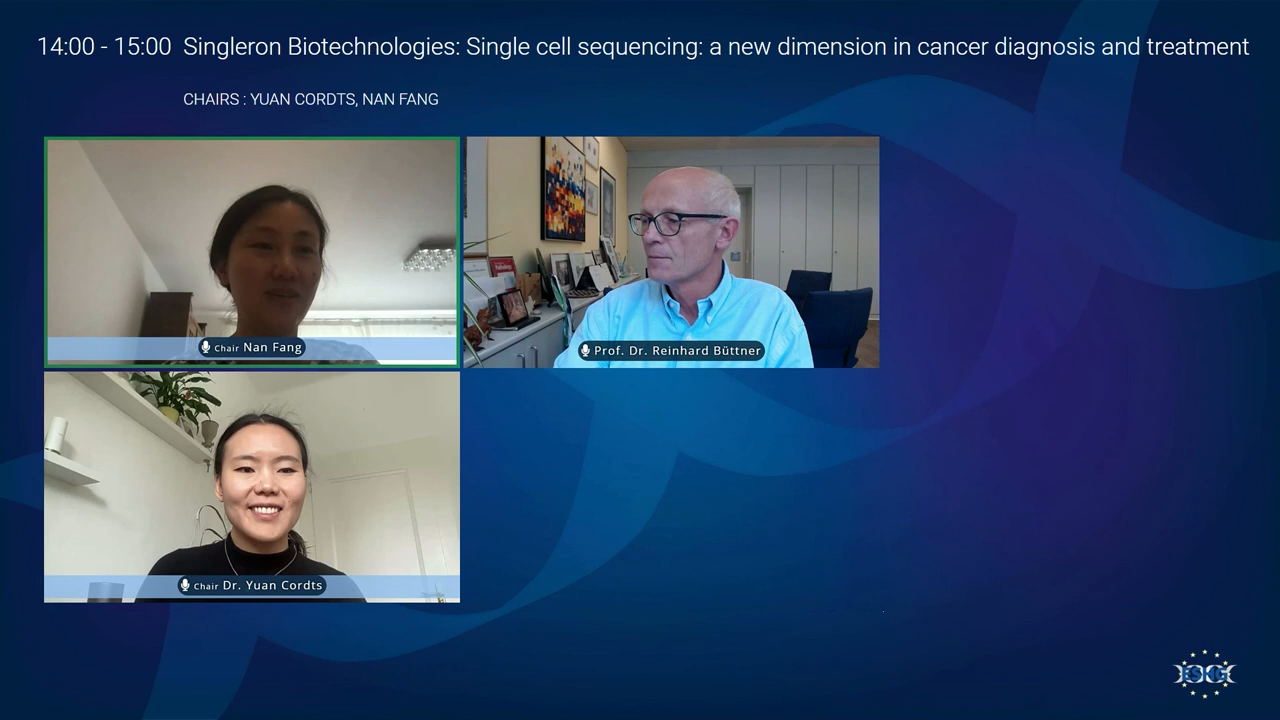 14:00 - 15:00 Singleron Biotechnologies: Single cell sequencing: a new dimension in cancer diagnosis and treatment
CHAIRS : YUAN CORDTS, NAN FANG
Chair Nan Fang
Prof. Dr. Reinhard Büttner
Chair Dr. Yuan Cordts
ESHG